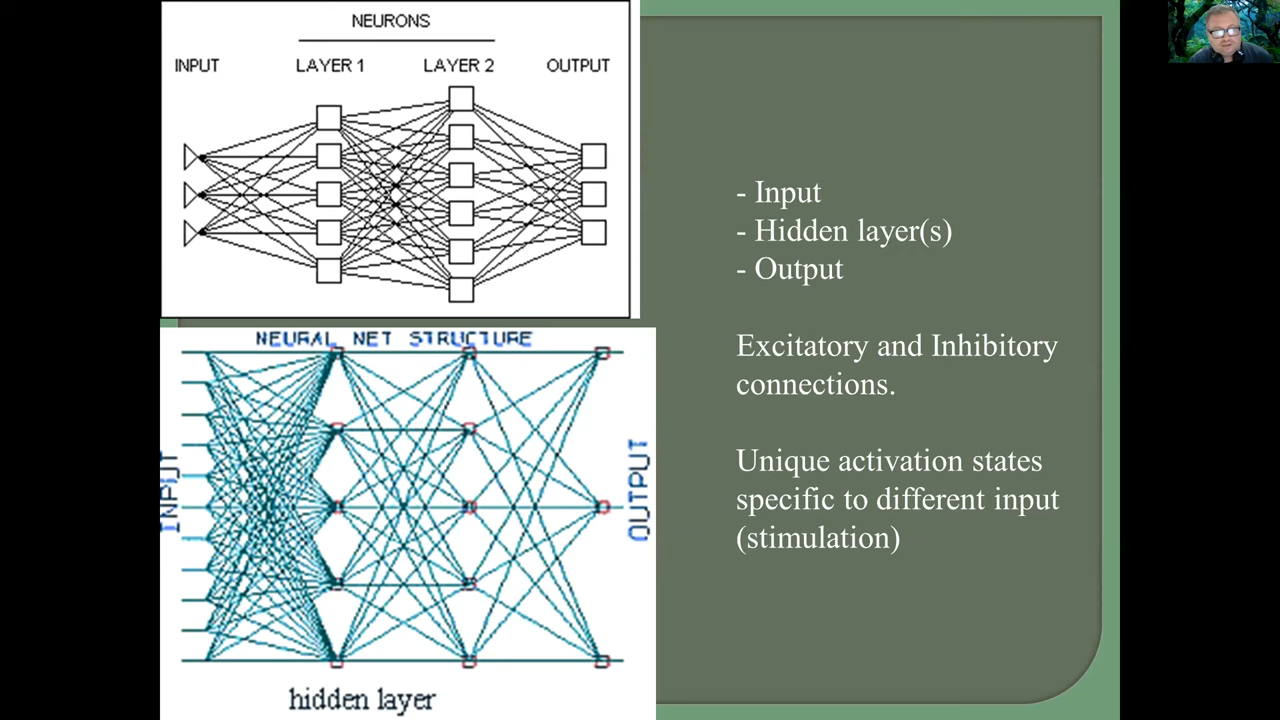 NEURONS
INPUT LAYER 1 LAYER 2 OUTPUT
NEURAL NET STRUCTURE
INPUT
OUTPUT
hidden layer
- Input
- Hidden layer(s)
- Output
Excitatory and Inhibitory
connections.
Unique activation states
specific to different input
(stimulation)